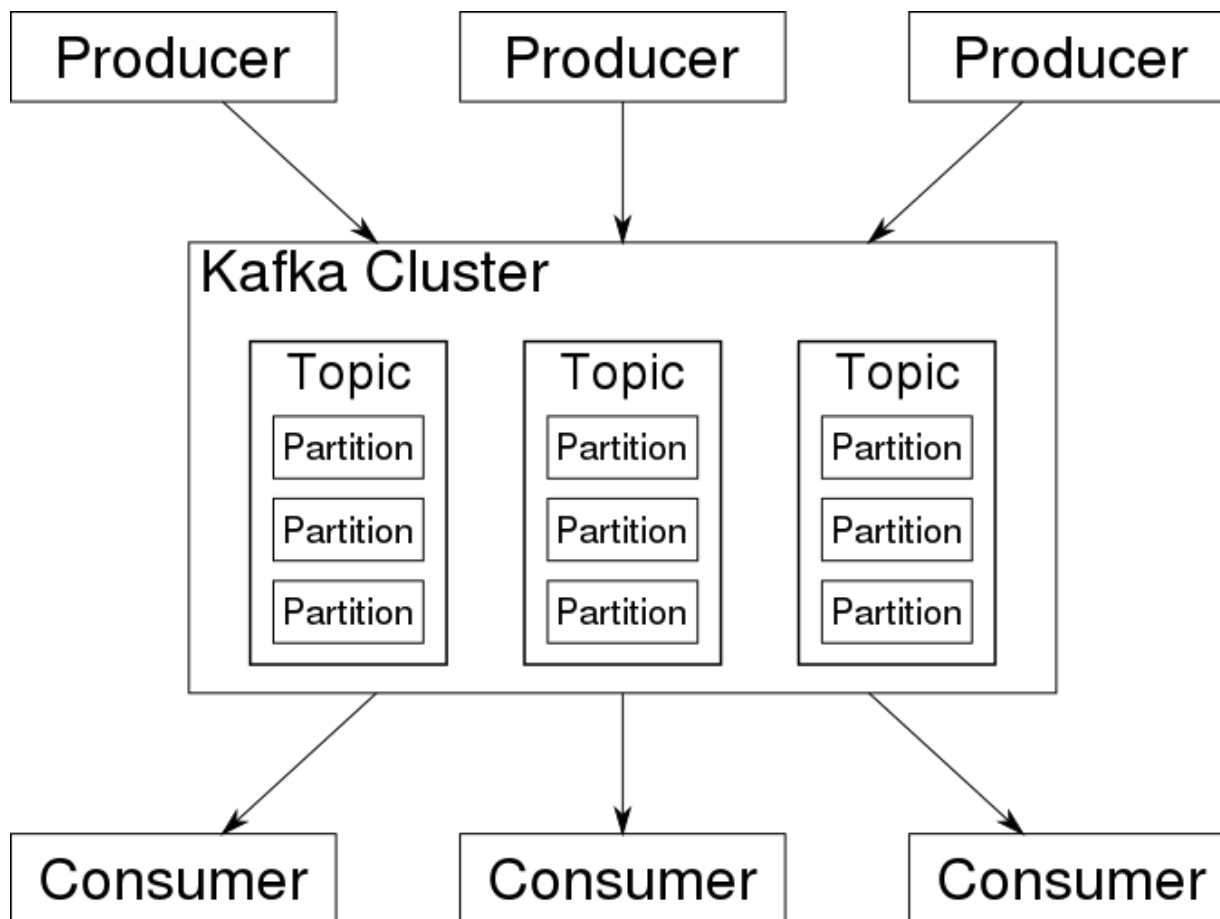 Producer Producer Producer
Kafka Cluster
Topic Topic Topic
Partition Partition Partition
Partition Partition Partition
Partition Partition Partition
Consumer Consumer Consumer